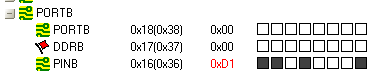 PORTB
PORTB 0x18(0x38) 0x00
DDRB 0x17(0x37) 0x00
PINB 0x16(0x36) 0xD1